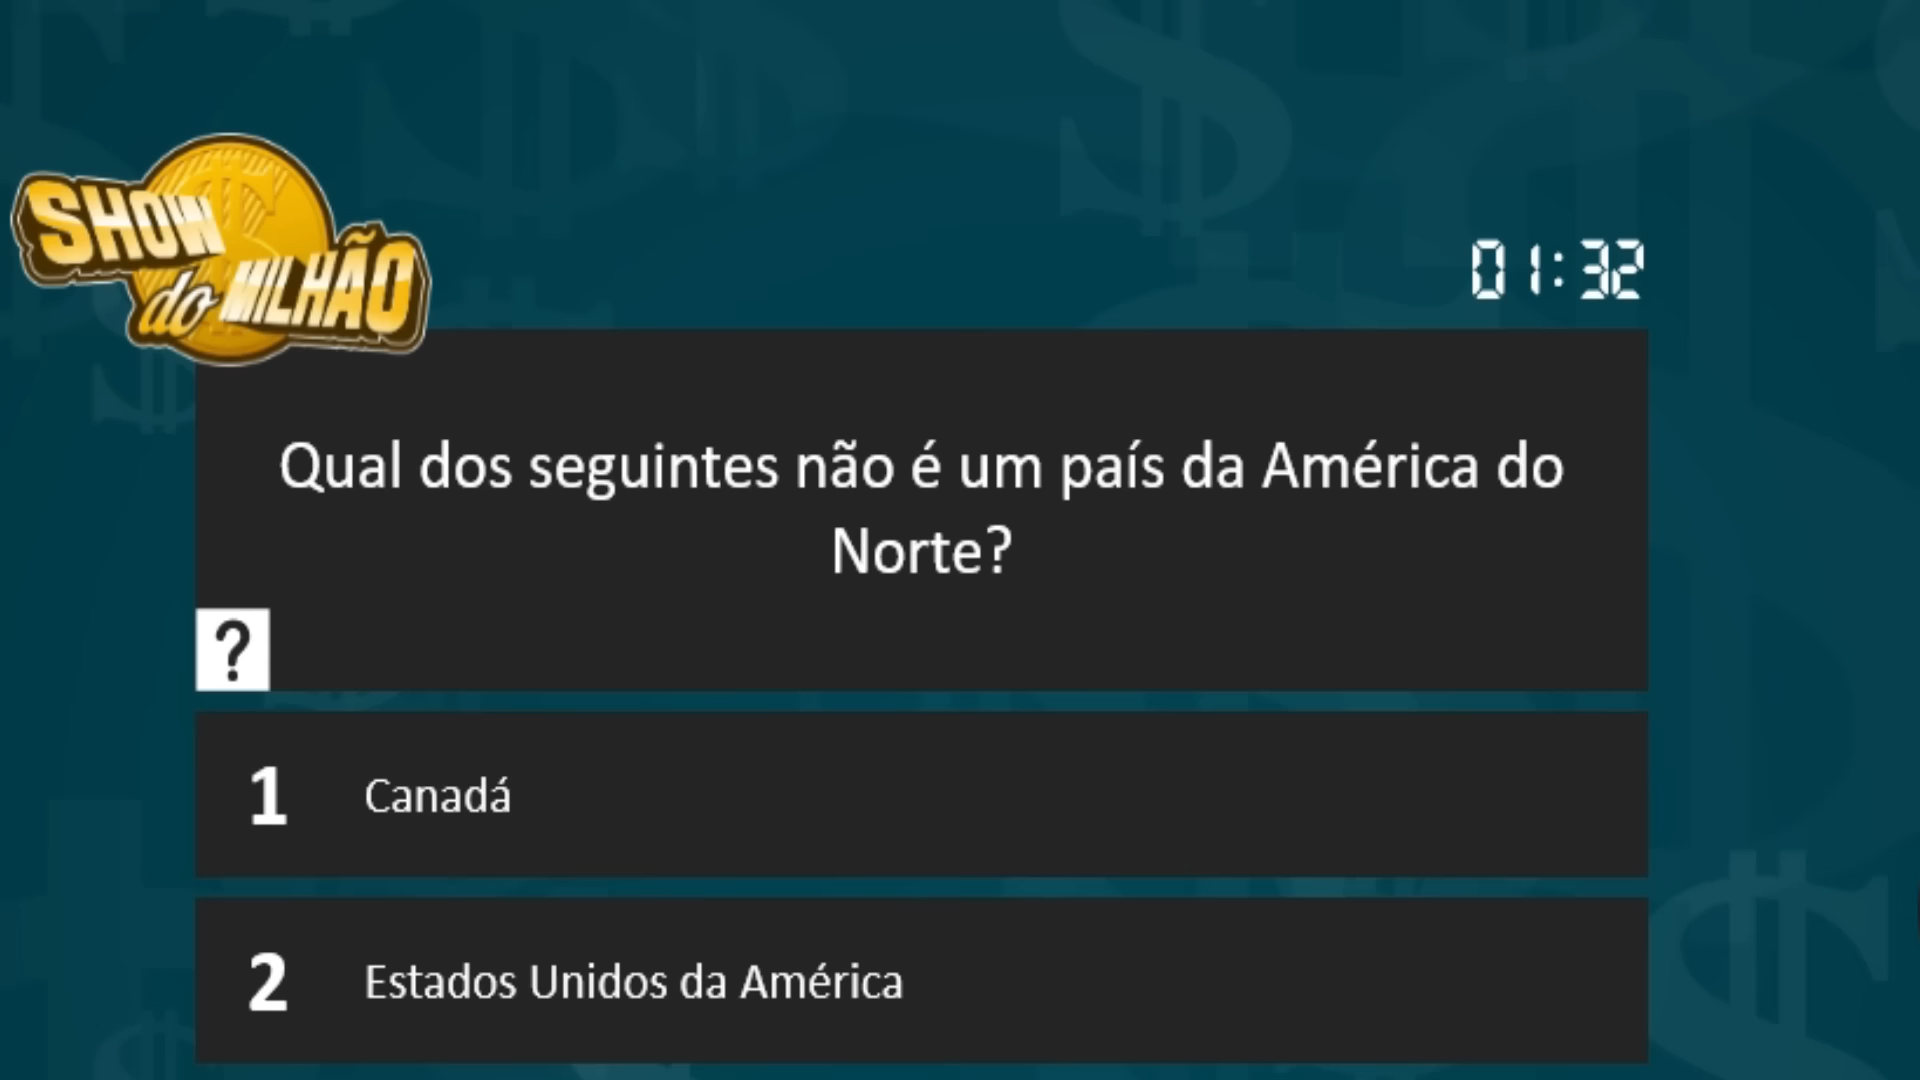 SHOW
do MILHÃO
01:32
Qual dos seguintes não é um país da América do
Norte?
?
1 Canadá
2 Estados Unidos da América